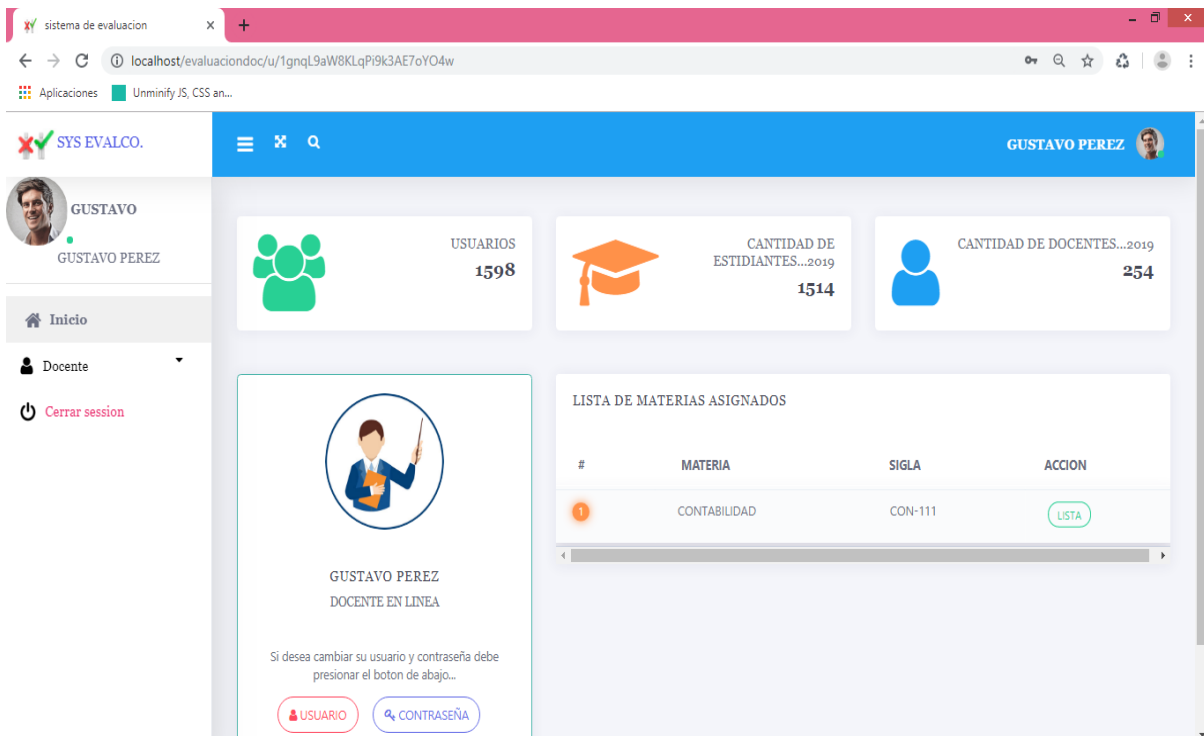 sistema de evaluacion
localhost/evaluaciondoc/u/1gnqL9aW8KLqPi9k3AE7oYO4w
Aplicaciones
Unminify JS, CSS an...
SYS EVALCO.
GUSTAVO PEREZ
GUSTAVO
GUSTAVO PEREZ
Inicio
Docente
Cerrar session
USUARIOS
1598
CANTIDAD DE
ESTIDIANTES...2019
1514
CANTIDAD DE DOCENTES...2019
254
GUSTAVO PEREZ
DOCENTE EN LINEA
Si desea cambiar su usuario y contraseña debe
presionar el boton de abajo...
USUARIO CONTRASEÑA
LISTA DE MATERIAS ASIGNADOS
# MATERIA SIGLA ACCION
1 CONTABILIDAD CON-111 LISTA